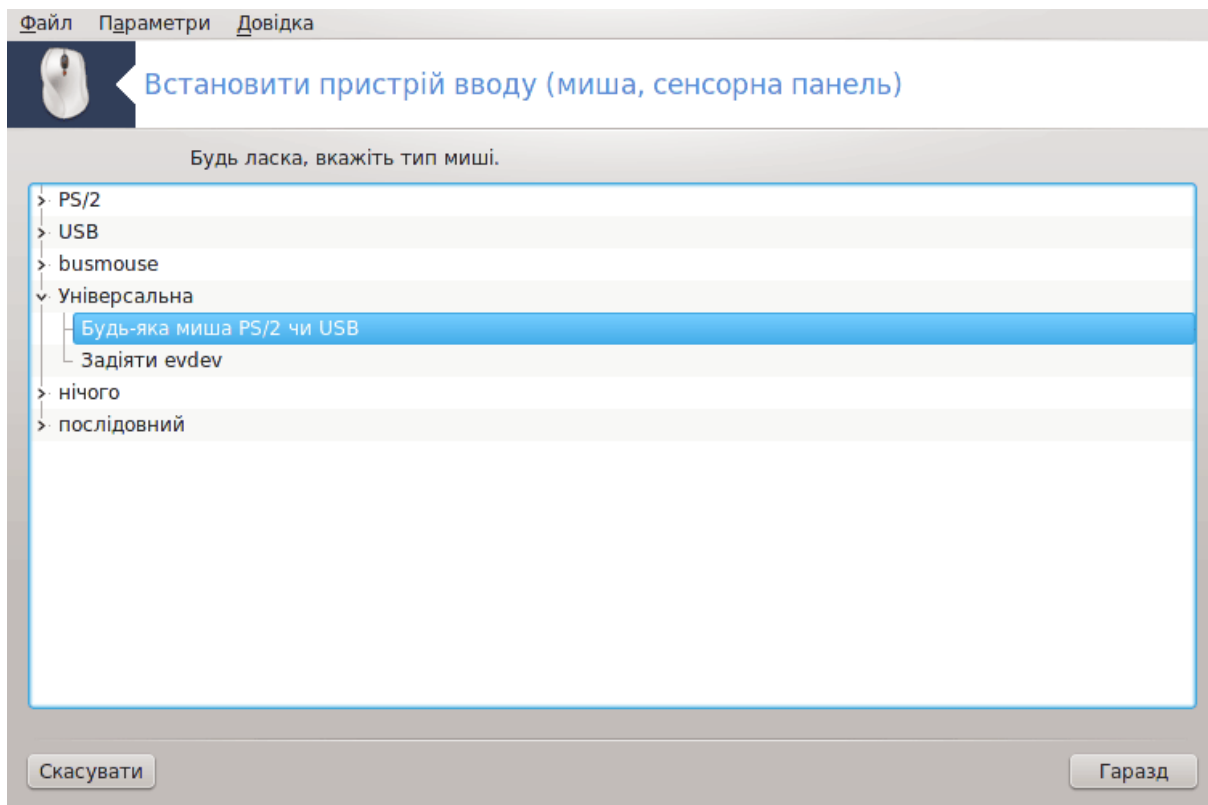 Файл Параметри Довідка
Встановити пристрій вводу (миша, сенсорна панель)
Будь ласка, вкажіть тип миші.
PS/2
USB
busmouse
Універсальна
Будь-яка миша PS/2 чи USB
Задіяти evdev
нічого
послідовний
Скасувати Гаразд